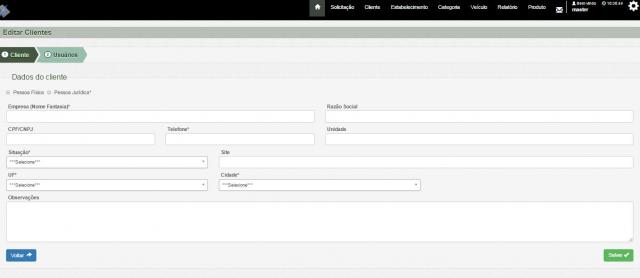 Solicitação Cliente Estabelecimento Categoria Veículo Relatório Produto Bem vindo master
Editar Clientes
1 Cliente 2 Usuários
Dados do cliente
Pessoa Física Pessoa Jurídica*
Empresa (Nome Fantasia)* Razão Social
CPF/CNPJ Telefone* Unidade
Situação* Site
***Selecione***
UF* Cidade*
***Selecione*** ***Selecione***
Observações
Voltar Salvar